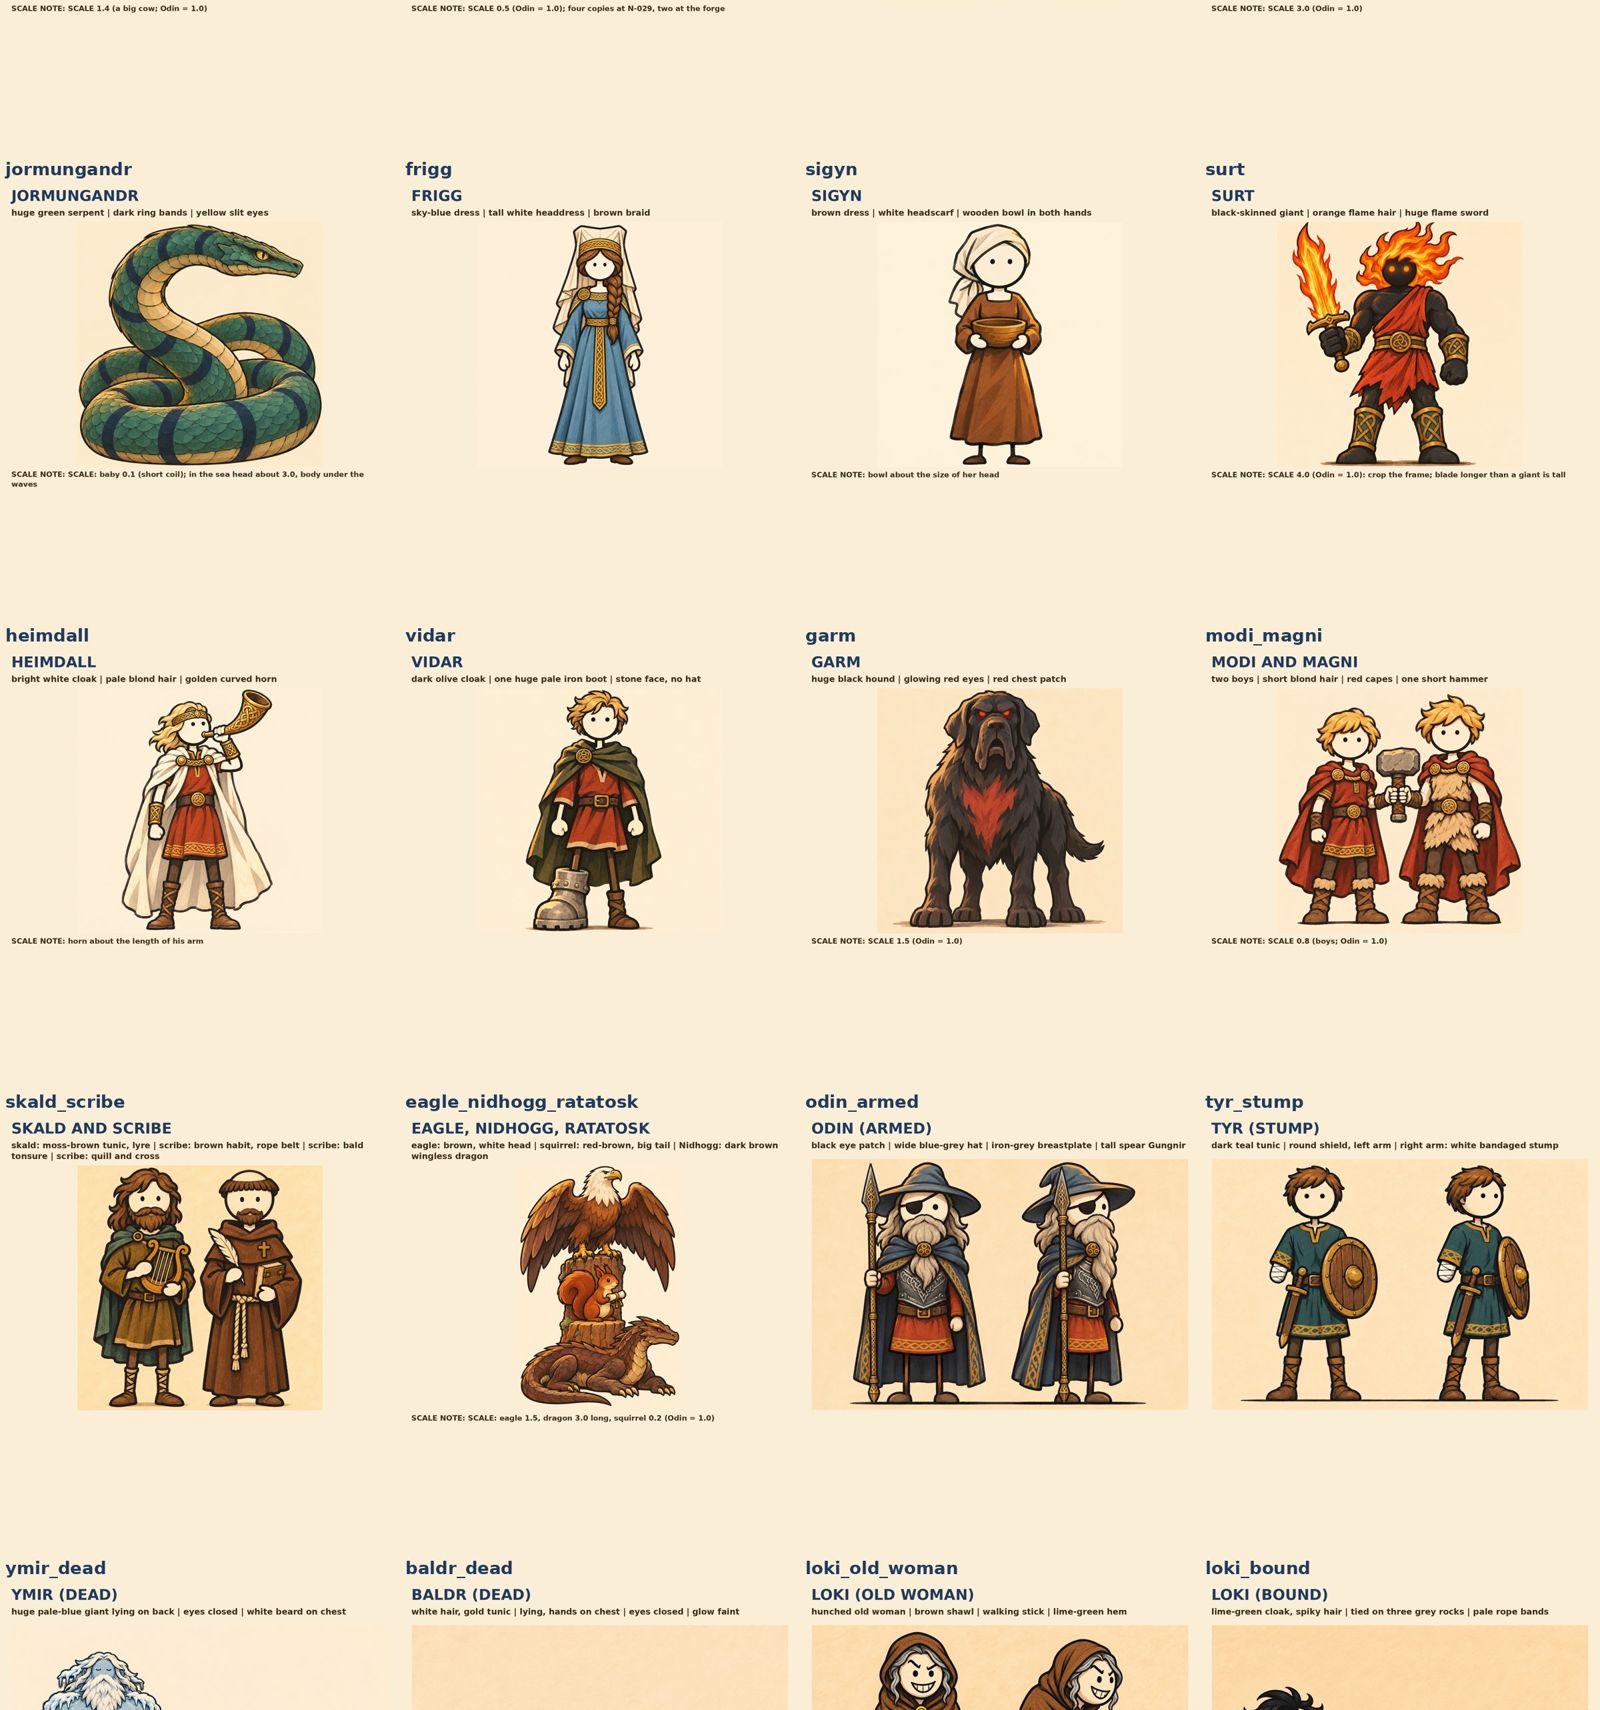 SCALE NOTE: SCALE 1.4 (a big cow; Odin = 1.0)
SCALE NOTE: SCALE 0.5 (Odin = 1.0); four copies at N-029, two at the forge
SCALE NOTE: SCALE 3.0 (Odin = 1.0)
jormungandr
JORMUNGANDR
huge green serpent | dark ring bands | yellow slit eyes
SCALE NOTE: SCALE: baby 0.1 (short coil); in the sea head about 3.0, body under the
waves
frigg
FRIGG
sky-blue dress | tall white headdress | brown braid
sigyn
SIGYN
brown dress | white headscarf | wooden bowl in both hands
SCALE NOTE: bowl about the size of her head
surt
SURT
black-skinned giant | orange flame hair | huge flame sword
SCALE NOTE: SCALE 4.0 (Odin = 1.0): crop the frame; blade longer than a giant is tall
heimdall
HEIMDALL
bright white cloak | pale blond hair | golden curved horn
SCALE NOTE: horn about the length of his arm
vidar
VIDAR
dark olive cloak | one huge pale iron boot | stone face, no hat
garm
GARM
huge black hound | glowing red eyes | red chest patch
SCALE NOTE: SCALE 1.5 (Odin = 1.0)
modi_magni
MODI AND MAGNI
two boys | short blond hair | red capes | one short hammer
SCALE NOTE: SCALE 0.8 (boys; Odin = 1.0)
skald_scribe
SKALD AND SCRIBE
skald: moss-brown tunic, lyre | scribe: brown habit, rope belt | scribe: bald
tonsure | scribe: quill and cross
eagle_nidhogg_ratatosk
EAGLE, NIDHOGG, RATATOSK
eagle: brown, white head | squirrel: red-brown, big tail | Nidhogg: dark brown
wingless dragon
SCALE NOTE: SCALE: eagle 1.5, dragon 3.0 long, squirrel 0.2 (Odin = 1.0)
odin_armed
ODIN (ARMED)
black eye patch | wide blue-grey hat | iron-grey breastplate | tall spear Gungnir
tyr_stump
TYR (STUMP)
dark teal tunic | round shield, left arm | right arm: white bandaged stump
ymir_dead
YMIR (DEAD)
huge pale-blue giant lying on back | eyes closed | white beard on chest
baldr_dead
BALDR (DEAD)
white hair, gold tunic | lying, hands on chest | eyes closed | glow faint
loki_old_woman
LOKI (OLD WOMAN)
hunched old woman | brown shawl | walking stick | lime-green hem
loki_bound
LOKI (BOUND)
lime-green cloak, spiky hair | tied on three grey rocks | pale rope bands